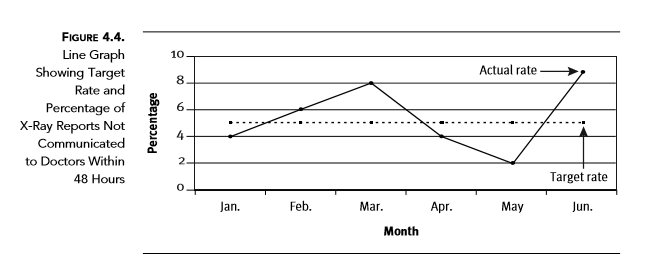 FIGURE 4.4.
Line Graph
Showing Target
Rate and
Percentage of
X-Ray Reports Not
Communicated
to Doctors Within
48 Hours
Percentage
10
8
6
4
2
0
Actual rate
Target rate
Jan. Feb. Mar. Apr. May Jun.
Month